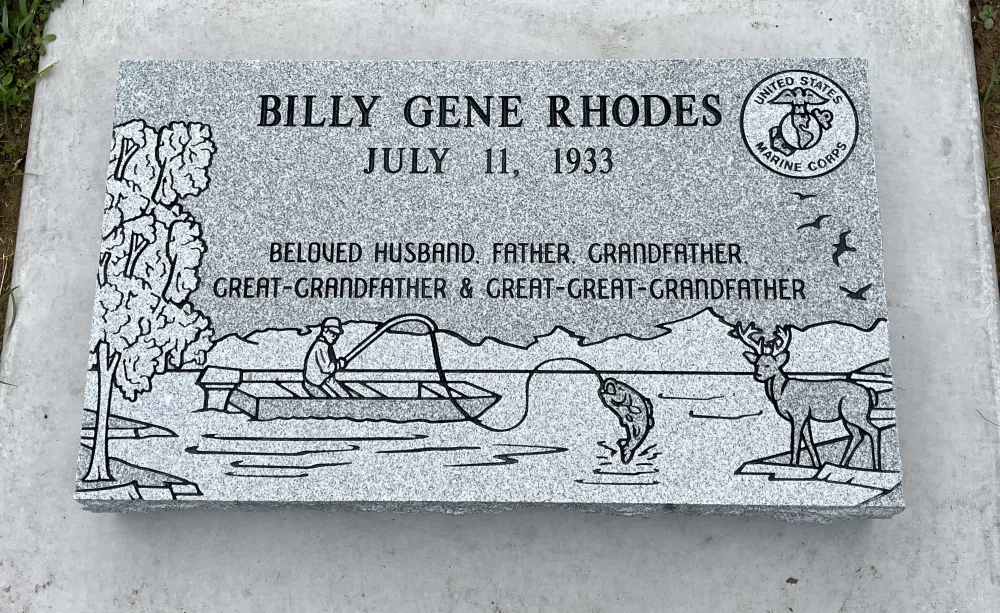 BILLY GENE RHODES
JULY 11, 1933
UNITED STATES
MARINE CORPS
BELOVED HUSBAND, FATHER, GRANDFATHER,
GREAT-GRANDFATHER & GREAT-GREAT-GRANDFATHER